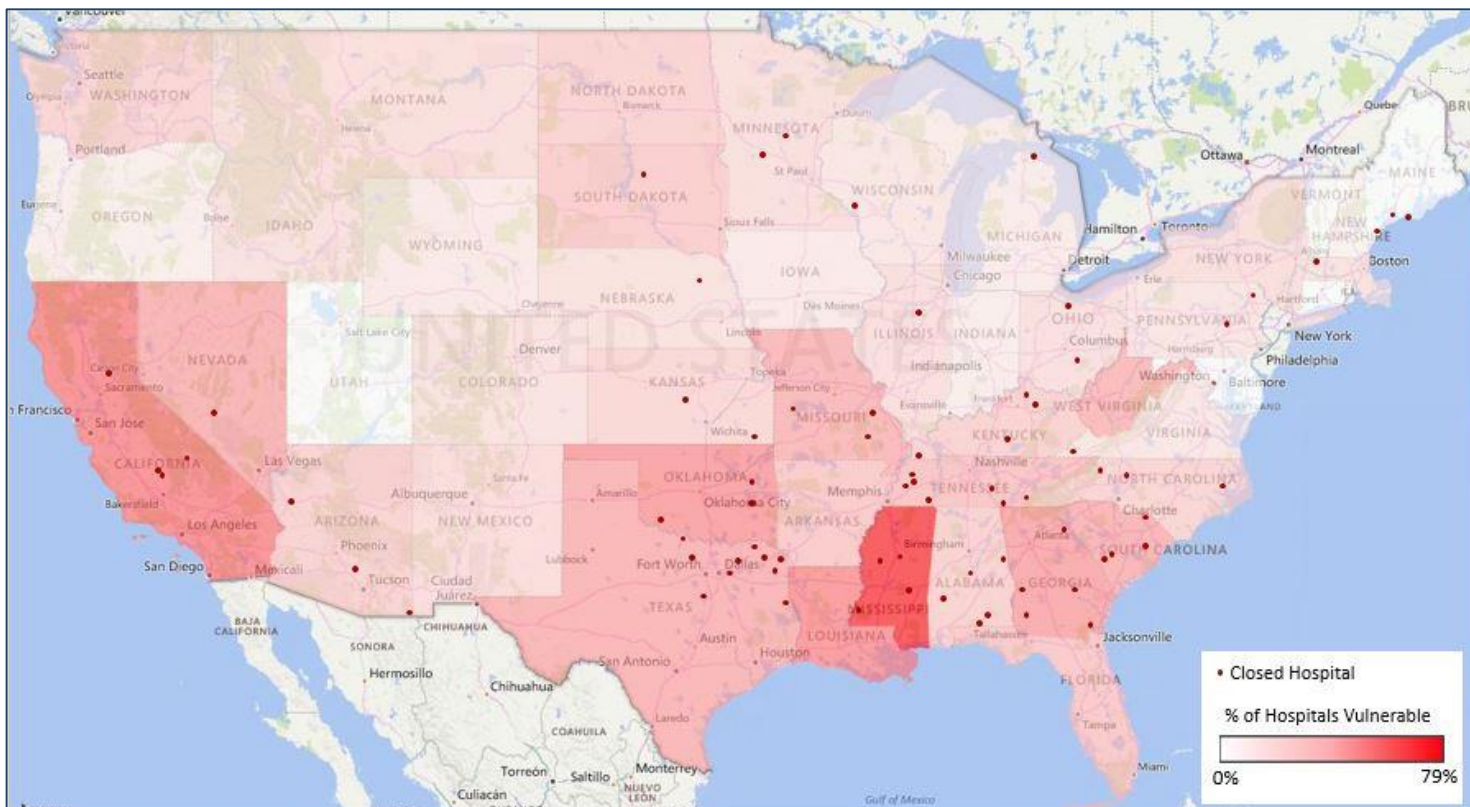 Vancouver
Victoria
Seattle
Olympia
WASHINGTON
Portland
MONTANA
Helena
NORTH DAKOTA
Bismarck
MINNESOTA
Duluth
St Paul
Ottawa
Montreal
Quebec
MAINE
VERMONT
NEW
HAMPSHIRE
Boston
Eugene
OREGON
Boise
IDAHO
WYOMING
SOUTH DAKOTA
Sioux Falls
WISCONSIN
MICHIGAN
Milwaukee
Chicago
Detroit
Hamilton
Toronto
NEW YORK
Albany
Erie
Hartford
IOWA
Des Moines
NEBRASKA
Lincoln
Cheyenne
UNITED STATES
Salt Lake City
NEVADA
Carson City
Sacramento
n Francisco
San Jose
CALIFORNIA
Bakersfield
Los Angeles
San Diego
Mexicali
Las Vegas
UTAH
COLORADO
Denver
KANSAS
Topeka
Wichita
Jefferson City
MISSOURI
ILLINOIS
INDIANA
Indianapolis
Evansville
OHIO
Columbus
PENNSYLVANIA
Harrisburg
New York
Philadelphia
Baltimore
Washington
WEST VIRGINIA
VIRGINIA
Frankfort
KENTUCKY
Nashville
TENNESSEE
Memphis
NORTH CAROLINA
Charlotte
SOUTH CAROLINA
Atlanta
GEORGIA
Birmingham
ALABAMA
MISSISSIPPI
ARKANSAS
OKLAHOMA
Oklahoma City
Amarillo
Santa Fe
Albuquerque
NEW MEXICO
ARIZONA
Phoenix
Tucson
Ciudad
Juárez
Lubbock
Fort Worth
Dallas
TEXAS
Austin
San Antonio
Houston
LOUISIANA
Tallahassee
Jacksonville
FLORIDA
Tampa
Miami
Laredo
BAJA
CALIFORNIA
SONORA
Hermosillo
CHIHUAHUA
Chihuahua
COAHUILA
Monterrey
NUEVO
LEÓN
Saltillo
Torreón
Culiacán
Gulf of Mexico
Closed Hospital
% of Hospitals Vulnerable
0%
79%